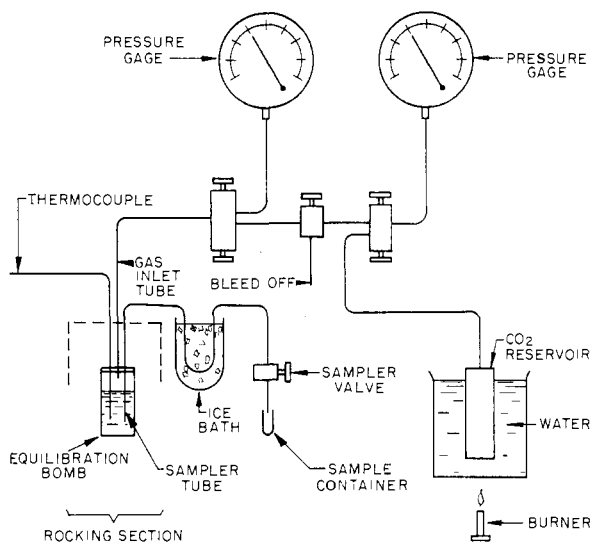 PRESSURE
GAGE
PRESSURE
GAGE
THERMOCOUPLE
GAS
INLET
TUBE
BLEED OFF
CO2
RESERVOIR
SAMPLER
VALVE
ICE
BATH
WATER
EQUILIBRATION
BOMB
SAMPLER
TUBE
SAMPLE
CONTAINER
BURNER
ROCKING SECTION